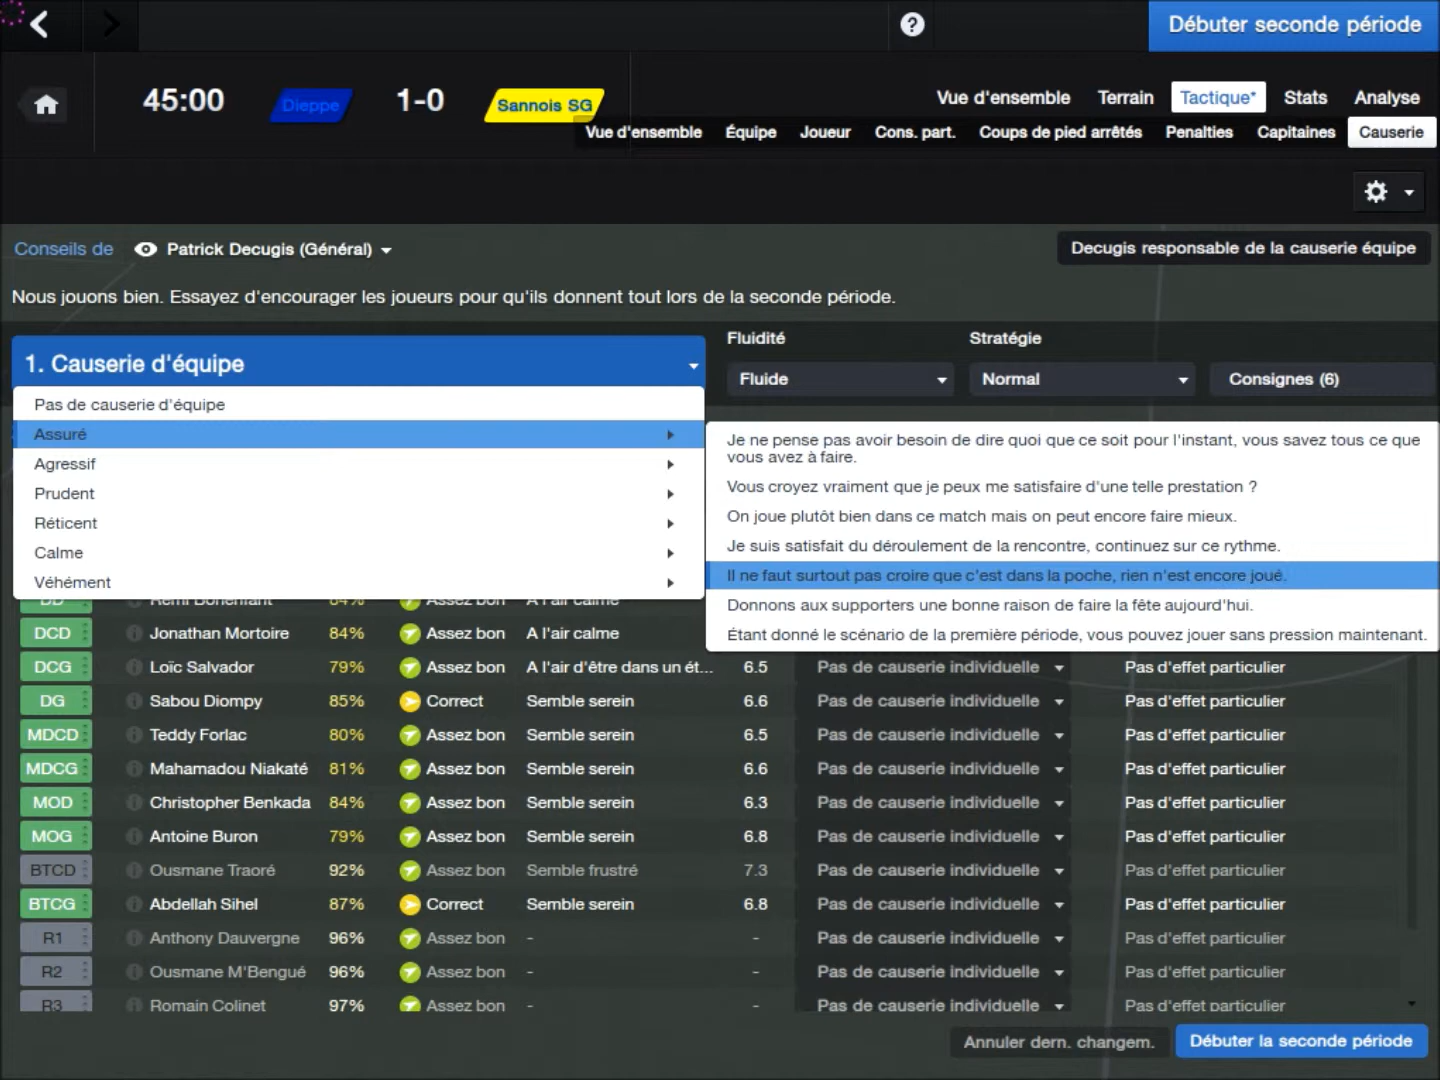 Débuter seconde période
45:00
Dieppe
1-0
Sannois SG
Vue d'ensemble Terrain Tactique* Stats Analyse
Vue d'ensemble Équipe Joueur Cons. part. Coups de pied arrêtés Penalties Capitaines Causerie
Conseils de Patrick Decugis (Général)
Decugis responsable de la causerie équipe
Nous jouons bien. Essayez d'encourager les joueurs pour qu'ils donnent tout lors de la seconde période.
1. Causerie d'équipe
Fluidité Stratégie
Fluide Normal Consignes (6)
Pas de causerie d'équipe
Assuré
Agressif
Prudent
Réticent
Calme
Véhément
Je ne pense pas avoir besoin de dire quoi que ce soit pour l'instant, vous savez tous ce que
vous avez à faire.
Vous croyez vraiment que je peux me satisfaire d'une telle prestation ?
On joue plutôt bien dans ce match mais on peut encore faire mieux.
Je suis satisfait du déroulement de la rencontre, continuez sur ce rythme.
Il ne faut surtout pas croire que c'est dans la poche, rien n'est encore joué.
Donnons aux supporters une bonne raison de faire la fête aujourd'hui.
Étant donné le scénario de la première période, vous pouvez jouer sans pression maintenant.
DD Rémi Bonenfant 84% Assez bon A l'air calme
DCD Jonathan Mortoire 84% Assez bon A l'air calme
DCG Loïc Salvador 79% Assez bon A l'air d'être dans un ét... 6.5 Pas de causerie individuelle Pas d'effet particulier
DG Sabou Diompy 85% Correct Semble serein 6.6 Pas de causerie individuelle Pas d'effet particulier
MDCD Teddy Forlac 80% Assez bon Semble serein 6.5 Pas de causerie individuelle Pas d'effet particulier
MDCG Mahamadou Niakaté 81% Assez bon Semble serein 6.6 Pas de causerie individuelle Pas d'effet particulier
MOD Christopher Benkada 84% Assez bon Semble serein 6.3 Pas de causerie individuelle Pas d'effet particulier
MOG Antoine Buron 79% Assez bon Semble serein 6.8 Pas de causerie individuelle Pas d'effet particulier
BTCD Ousmane Traoré 92% Assez bon Semble frustré 7.3 Pas de causerie individuelle Pas d'effet particulier
BTCG Abdellah Sihel 87% Correct Semble serein 6.8 Pas de causerie individuelle Pas d'effet particulier
R1 Anthony Dauvergne 96% Assez bon - - Pas de causerie individuelle Pas d'effet particulier
R2 Ousmane M'Bengué 96% Assez bon - - Pas de causerie individuelle Pas d'effet particulier
R3 Romain Colinet 97% Assez bon - - Pas de causerie individuelle Pas d'effet particulier
Annuler dern. changem. Débuter la seconde période